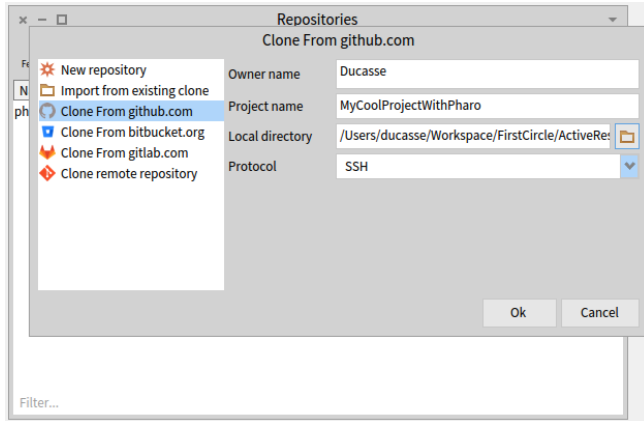 Repositories
Clone From github.com
Fe
N
ph
New repository
Import from existing clone
Clone From github.com
Clone From bitbucket.org
Clone From gitlab.com
Clone remote repository
Owner name
Ducasse
Project name
MyCoolProjectWithPharo
Local directory
/Users/ducasse/Workspace/FirstCircle/ActiveRes
Protocol
SSH
Ok
Cancel
Filter...